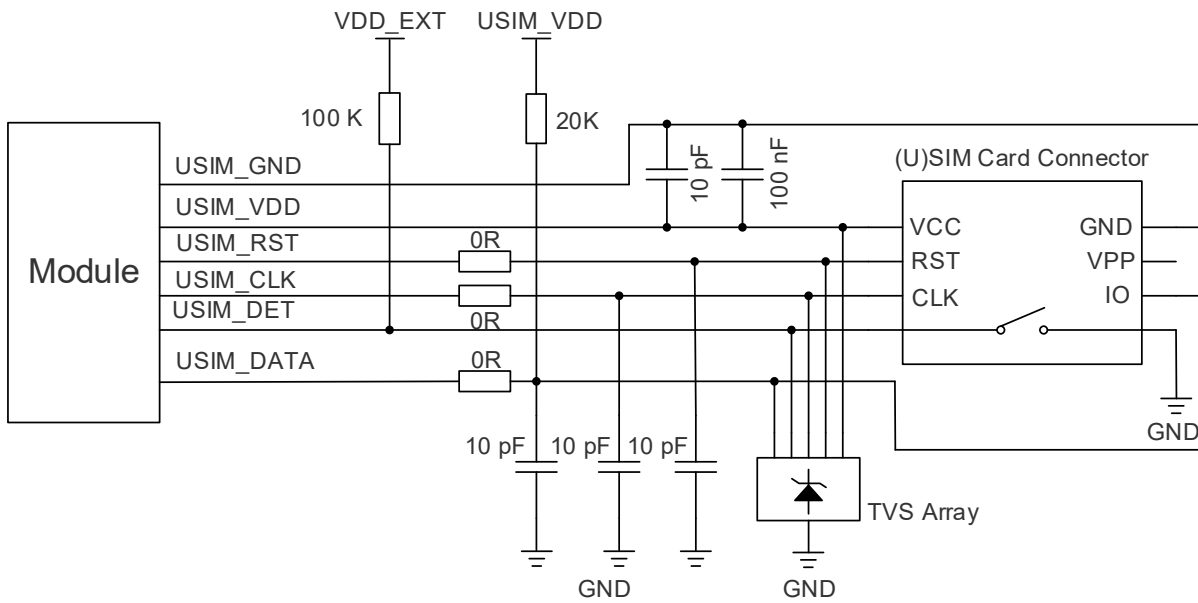 VDD_EXT
USIM_VDD
100 K
20K
10 pF
100 nF
(U)SIM Card Connector
Module
USIM_GND
USIM_VDD
USIM_RST
USIM_CLK
USIM_DET
USIM_DATA
0R
0R
0R
VCC
GND
RST
VPP
CLK
IO
GND
10 pF
10 pF
10 pF
TVS Array
GND
GND